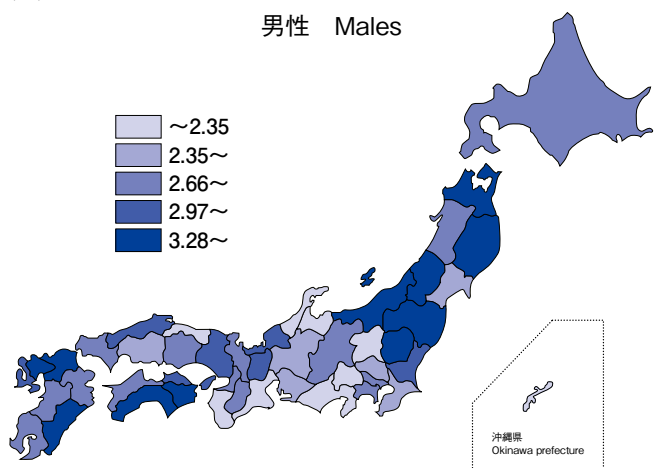 男性 Males
～2.35
2.35～
2.66～
2.97～
3.28～
沖縄県
Okinawa prefecture